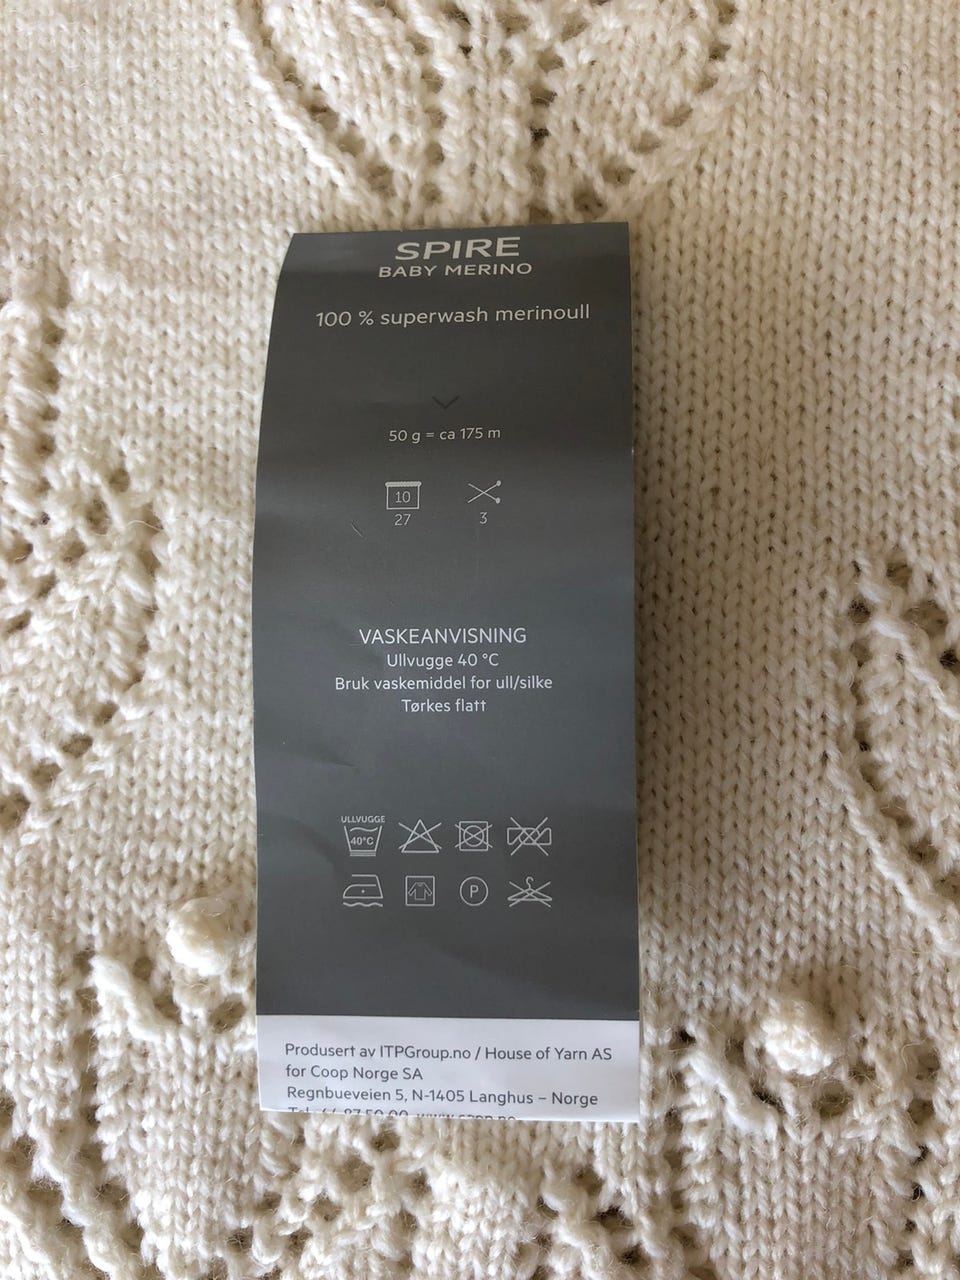 SPIRE
BABY MERINO
100 % superwash merinoull
50 g = ca 175 m
10
27
3
VASKEANVISNING
Ullvugge 40 °C
Bruk vaskemiddel for ull/silke
Tørkes flatt
ULLVUGGE
40°C
P
Produsert av ITPGroup.no / House of Yarn AS
for Coop Norge SA
Regnbueveien 5, N-1405 Langhus – Norge
Tel.